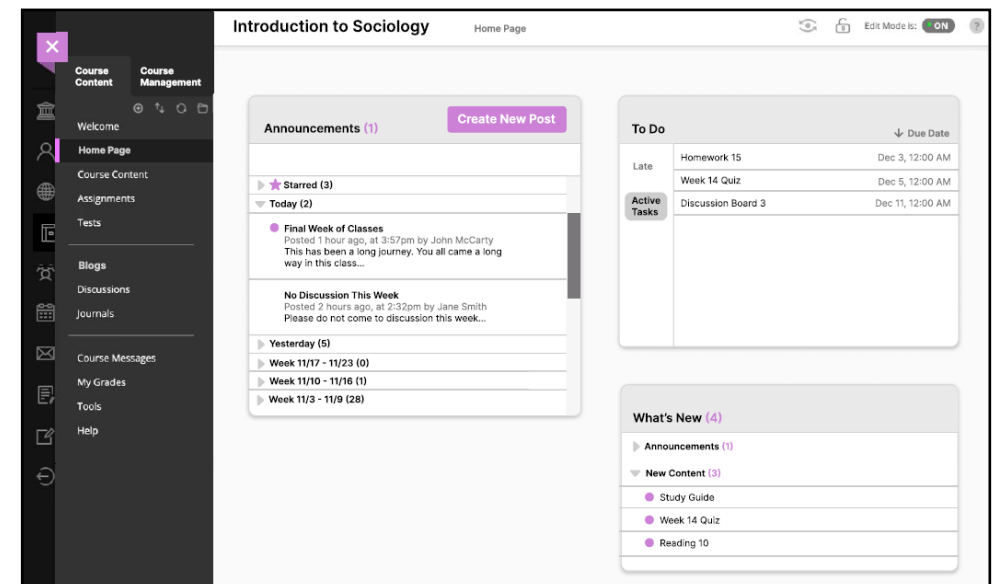 Introduction to Sociology
Home Page
Edit Mode is: ON ?
Course Content
Course Management
Welcome
Home Page
Course Content
Assignments
Tests
Blogs
Discussions
Journals
Course Messages
My Grades
Tools
Help
Announcements (1)
Create New Post
Starred (3)
Today (2)
Final Week of Classes
Posted 1 hour ago, at 3:57pm by John McCarty
This has been a long journey. You all came a long
way in this class...
No Discussion This Week
Posted 2 hours ago, at 2:32pm by Jane Smith
Please do not come to discussion this week...
Yesterday (5)
Week 11/17 - 11/23 (0)
Week 11/10 - 11/16 (1)
Week 11/3 - 11/9 (28)
To Do
Due Date
Late
Active
Tasks
Homework 15 Dec 3, 12:00 AM
Week 14 Quiz Dec 5, 12:00 AM
Discussion Board 3 Dec 11, 12:00 AM
What's New (4)
Announcements (1)
New Content (3)
Study Guide
Week 14 Quiz
Reading 10